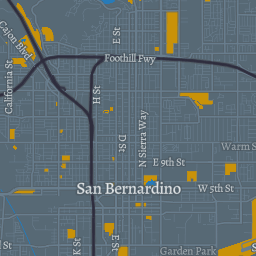 Cajon Blvd
E St
Foothill Fwy
California St
H St
D St
N Sierra Way
Warm S
E 9th St
San Bernardino
W 5th St
l St
K St
E St
Garden Park